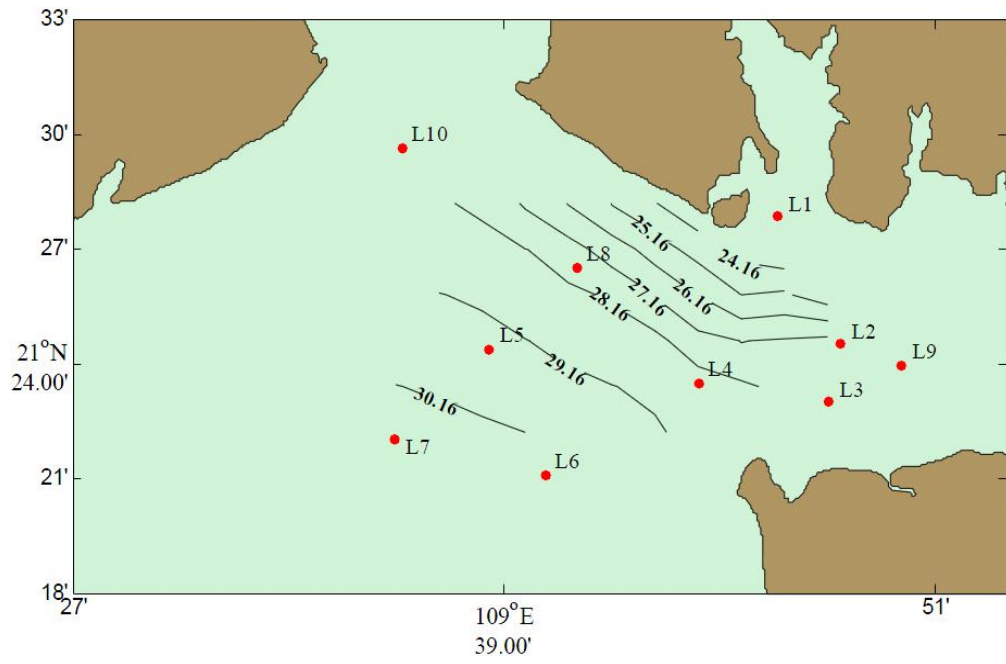 33'
30'
L10
L1
27'
25.16
24.16
L8
26.16
27.16
28.16
L2
L5
21°N
24.00'
L9
29.16
L4
L3
30.16
L7
L6
21'
18'
27'
109°E
39.00'
51'